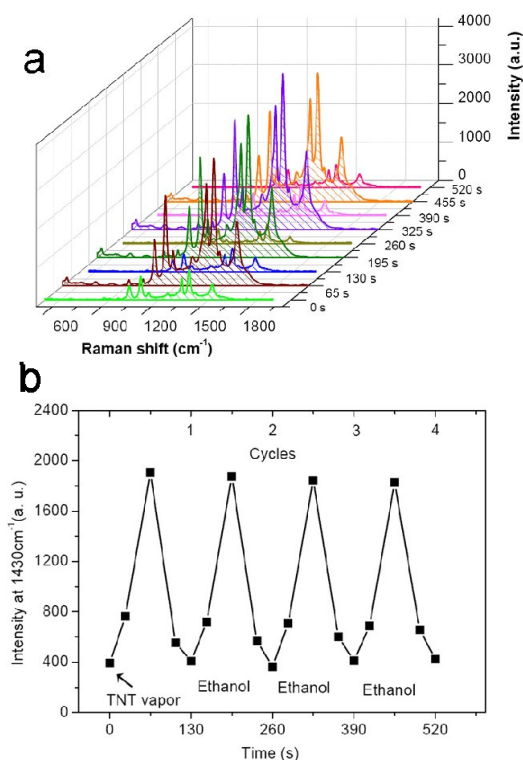 a
4000
3000
2000
1000
0
Intensity (a.u.)
520 s
455 s
390 s
325 s
260 s
195 s
130 s
65 s
0 s
600 900 1200 1500 1800
Raman shift (cm⁻¹)
b
1 2 3 4
Cycles
2400
2000
1600
1200
800
400
0
Intensity at 1430cm⁻¹(a. u.)
TNT vapor
Ethanol Ethanol Ethanol
0 130 260 390 520
Time (s)